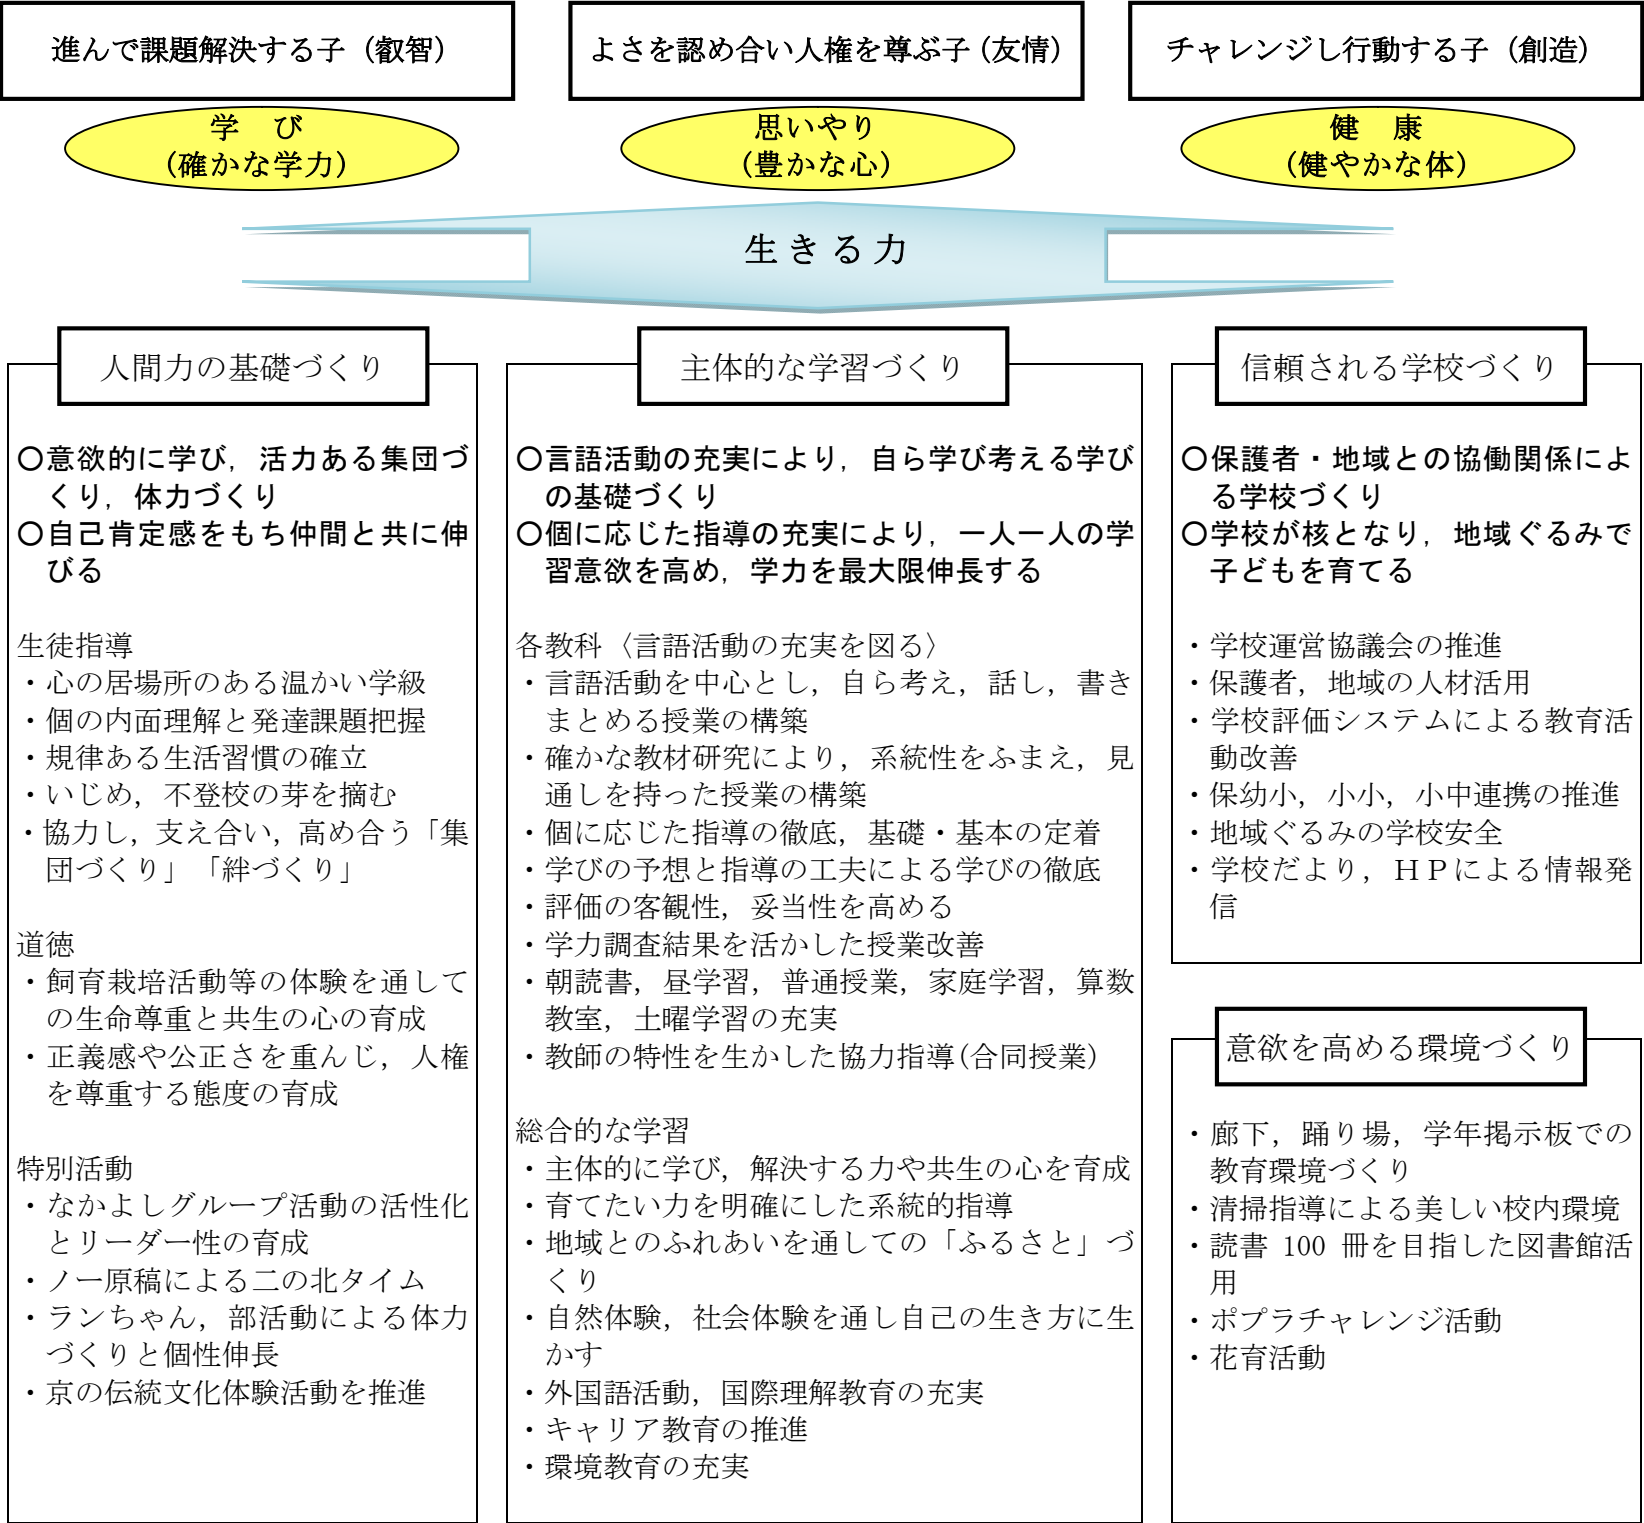 進んで課題解決する子（叡智）
よさを認め合い人権を尊ぶ子（友情）
チャレンジし行動する子（創造）
学　び
（確かな学力）
思いやり
（豊かな心）
健　康
（健やかな体）
生きる力
人間力の基礎づくり
〇意欲的に学び，活力ある集団づ
くり，体力づくり
〇自己肯定感をもち仲間と共に伸
びる
生徒指導
・心の居場所のある温かい学級
・個の内面理解と発達課題把握
・規律ある生活習慣の確立
・いじめ，不登校の芽を摘む
・協力し，支え合い，高め合う「集
団づくり」「絆づくり」
道徳
・飼育栽培活動等の体験を通して
の生命尊重と共生の心の育成
・正義感や公正さを重んじ，人権
を尊重する態度の育成
特別活動
・なかよしグループ活動の活性化
とリーダー性の育成
・ノー原稿による二の北タイム
・ランちゃん，部活動による体力
づくりと個性伸長
・京の伝統文化体験活動を推進
主体的な学習づくり
〇言語活動の充実により，自ら学び考える学び
の基礎づくり
〇個に応じた指導の充実により，一人一人の学
習意欲を高め，学力を最大限伸長する
各教科〈言語活動の充実を図る〉
・言語活動を中心とし，自ら考え，話し，書き
まとめる授業の構築
・確かな教材研究により，系統性をふまえ，見
通しを持った授業の構築
・個に応じた指導の徹底，基礎・基本の定着
・学びの予想と指導の工夫による学びの徹底
・評価の客観性，妥当性を高める
・学力調査結果を活かした授業改善
・朝読書，昼学習，普通授業，家庭学習，算数
教室，土曜学習の充実
・教師の特性を生かした協力指導（合同授業）
総合的な学習
・主体的に学び，解決する力や共生の心を育成
・育てたい力を明確にした系統的指導
・地域とのふれあいを通しての「ふるさと」づ
くり
・自然体験，社会体験を通し自己の生き方に生
かす
・外国語活動，国際理解教育の充実
・キャリア教育の推進
・環境教育の充実
信頼される学校づくり
〇保護者・地域との協働関係によ
る学校づくり
〇学校が核となり，地域ぐるみで
子どもを育てる
・学校運営協議会の推進
・保護者，地域の人材活用
・学校評価システムによる教育活
動改善
・保幼小，小小，小中連携の推進
・地域ぐるみの学校安全
・学校だより，ＨＰによる情報発
信
意欲を高める環境づくり
・廊下，踊り場，学年掲示板での
教育環境づくり
・清掃指導による美しい校内環境
・読書 100 冊を目指した図書館活
用
・ポプラチャレンジ活動
・花育活動